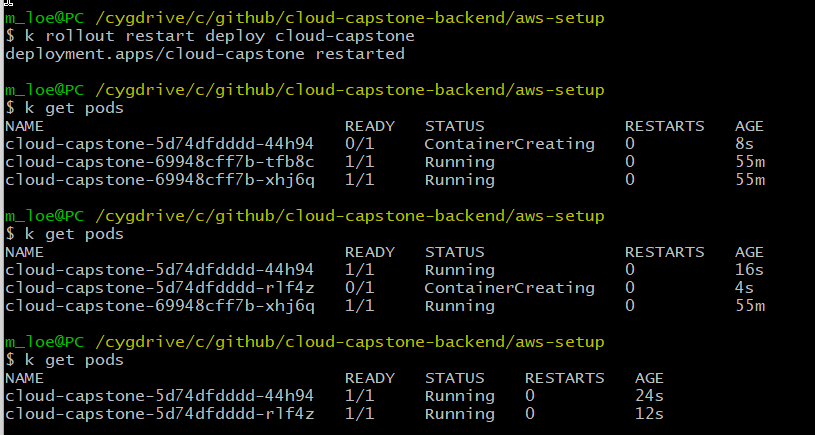 m_loe@PC /cygdrive/c/github/cloud-capstone-backend/aws-setup
$ k rollout restart deploy cloud-capstone
deployment.apps/cloud-capstone restarted
m_loe@PC /cygdrive/c/github/cloud-capstone-backend/aws-setup
$ k get pods
NAME READY STATUS RESTARTS AGE
cloud-capstone-5d74dfdddd-44h94 0/1 ContainerCreating 0 8s
cloud-capstone-69948cff7b-tfb8c 1/1 Running 0 55m
cloud-capstone-69948cff7b-xhj6q 1/1 Running 0 55m
m_loe@PC /cygdrive/c/github/cloud-capstone-backend/aws-setup
$ k get pods
NAME READY STATUS RESTARTS AGE
cloud-capstone-5d74dfdddd-44h94 1/1 Running 0 16s
cloud-capstone-5d74dfdddd-rlf4z 0/1 ContainerCreating 0 4s
cloud-capstone-69948cff7b-xhj6q 1/1 Running 0 55m
m_loe@PC /cygdrive/c/github/cloud-capstone-backend/aws-setup
$ k get pods
NAME READY STATUS RESTARTS AGE
cloud-capstone-5d74dfdddd-44h94 1/1 Running 0 24s
cloud-capstone-5d74dfdddd-rlf4z 1/1 Running 0 12s